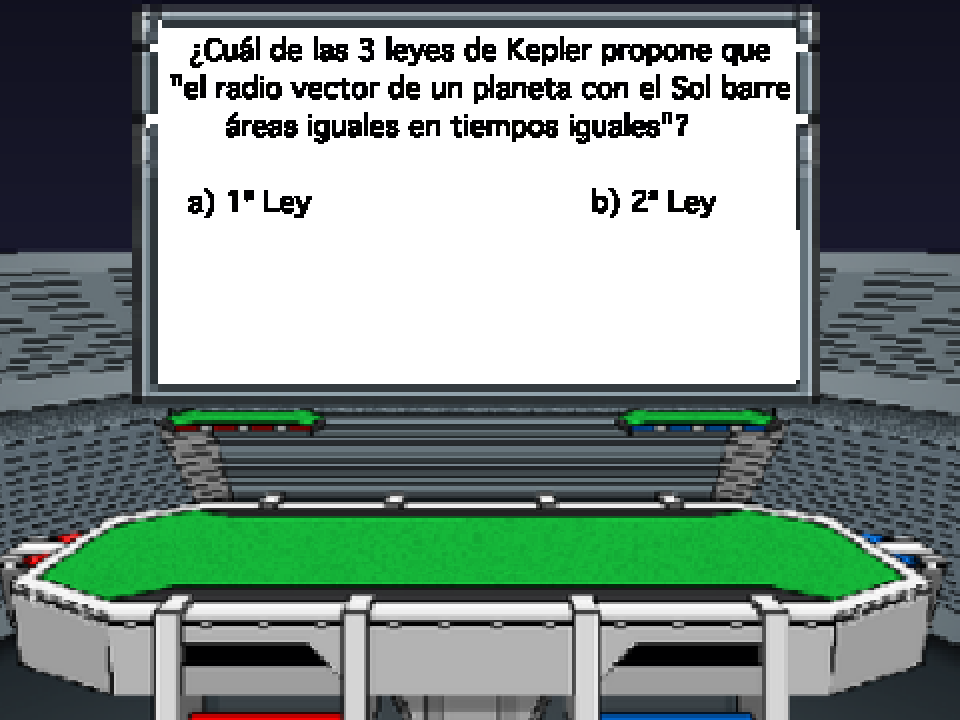 ¿Cuál de las 3 leyes de Kepler propone que
"el radio vector de un planeta con el Sol barre
áreas iguales en tiempos iguales"?
a) 1ª Ley b) 2ª Ley